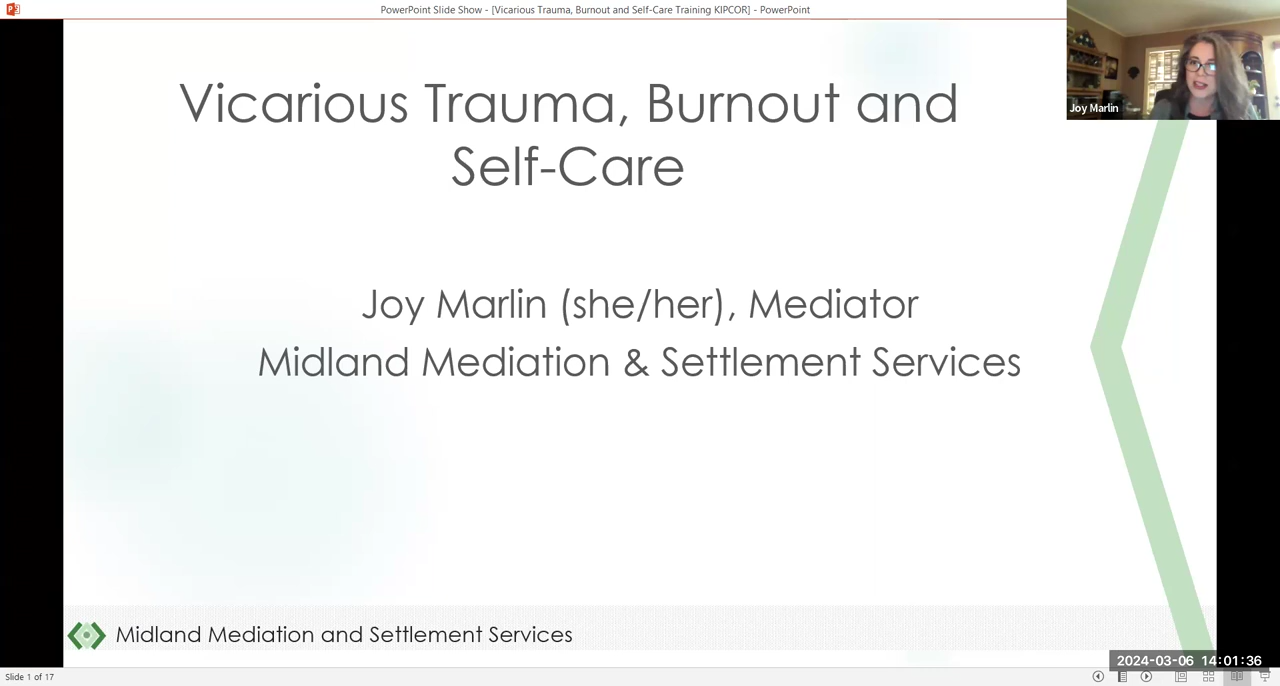 PowerPoint Slide Show - [Vicarious Trauma, Burnout and Self-Care Training KIPCOR] - PowerPoint
Joy Marlin
Vicarious Trauma, Burnout and
Self-Care
Joy Marlin (she/her), Mediator
Midland Mediation & Settlement Services
Midland Mediation and Settlement Services
2024-03-06 14:01:36
Slide 1 of 17